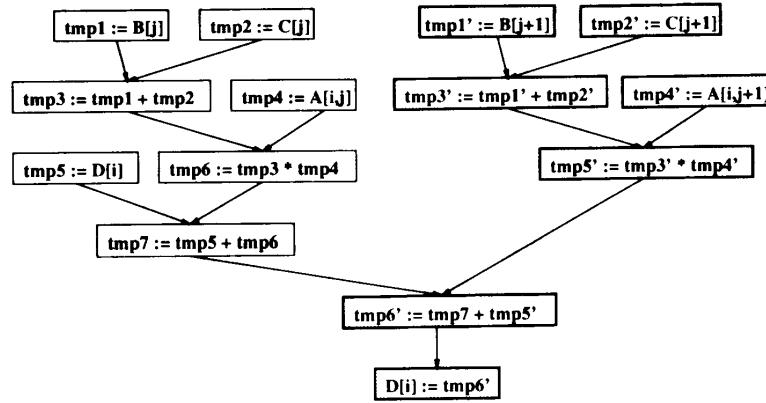 tmp1 := B[j]
tmp2 := C[j]
tmp1' := B[j+1]
tmp2' := C[j+1]
tmp3 := tmp1 + tmp2
tmp4 := A[i,j]
tmp3' := tmp1' + tmp2'
tmp4' := A[i,j+1]
tmp5 := D[i]
tmp6 := tmp3 * tmp4
tmp5' := tmp3' * tmp4'
tmp7 := tmp5 + tmp6
tmp6' := tmp7 + tmp5'
D[i] := tmp6'